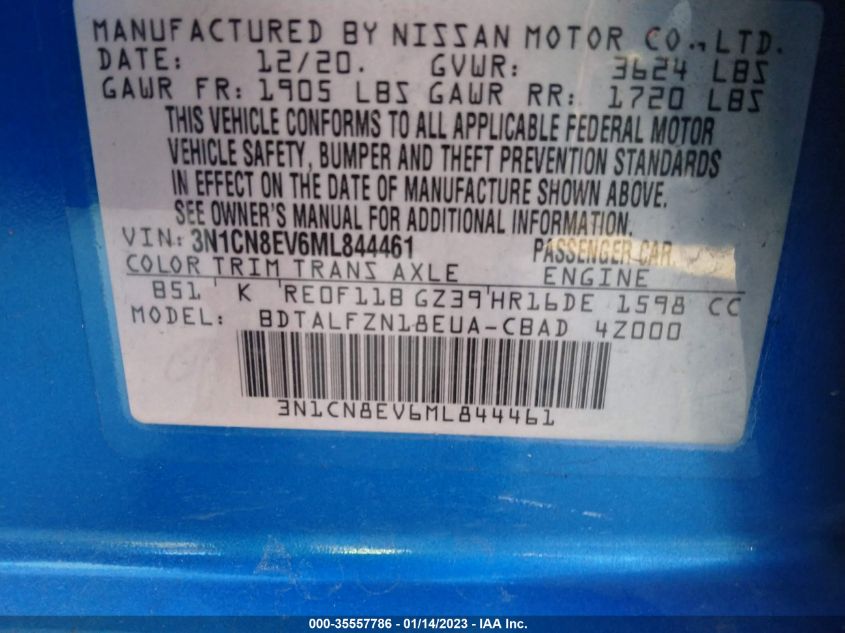 MANUFACTURED BY NISSAN MOTOR CO., LTD.
DATE: 12/20. GVWR: 3624 LBS
GAWR FR: 1905 LBS GAWR RR: 1720 LBS
THIS VEHICLE CONFORMS TO ALL APPLICABLE FEDERAL MOTOR
VEHICLE SAFETY, BUMPER AND THEFT PREVENTION STANDARDS
IN EFFECT ON THE DATE OF MANUFACTURE SHOWN ABOVE.
SEE OWNER'S MANUAL FOR ADDITIONAL INFORMATION.
VIN: 3N1CN8EV6ML844461 PASSENGER CAR
COLOR TRIM TRANS AXLE ENGINE
B51 K RE0F11B GZ39 HR16DE 1598 CC
MODEL: BDTALFZN18EUA-CBAD 4Z000
3N1CN8EV6ML844461
000-35557786 - 01/14/2023 - IAA Inc.